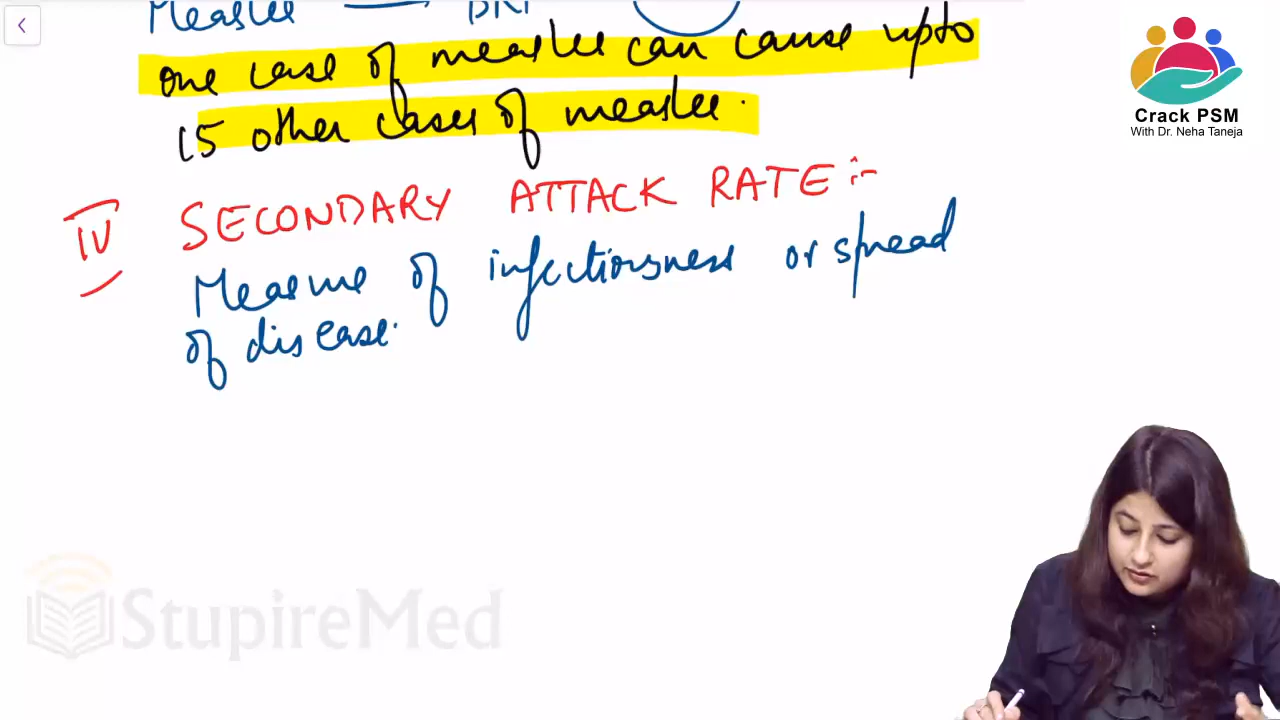 Measles → BRI
one case of measles can cause upto
15 other cases of measles.
IV SECONDARY ATTACK RATE :-
Measure of infectiousness or spread
of disease.
Crack PSM
With Dr. Neha Taneja
StupireMed